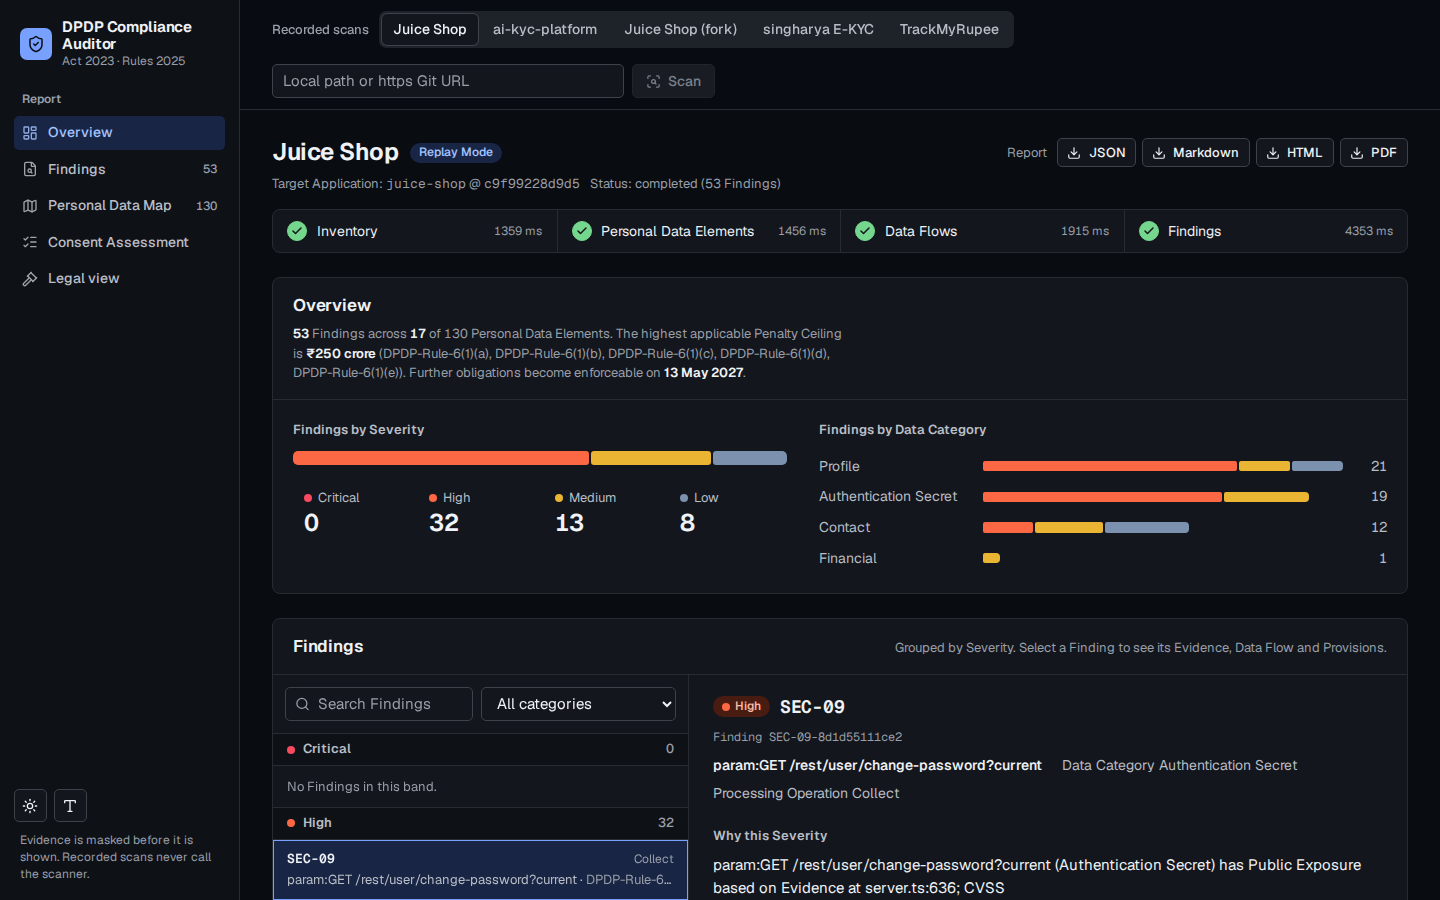 DPDP Compliance
Auditor
Act 2023 · Rules 2025
Report
Overview
Findings 53
Personal Data Map 130
Consent Assessment
Legal view
T
Evidence is masked before it is
shown. Recorded scans never call
the scanner.
Recorded scans Juice Shop ai-kyc-platform Juice Shop (fork) singharya E-KYC TrackMyRupee
Local path or https Git URL Scan
Juice Shop Replay Mode Report JSON Markdown HTML PDF
Target Application: juice-shop @ c9f99228d9d5 Status: completed (53 Findings)
Inventory 1359 ms Personal Data Elements 1456 ms Data Flows 1915 ms Findings 4353 ms
Overview
53 Findings across 17 of 130 Personal Data Elements. The highest applicable Penalty Ceiling
is ₹250 crore (DPDP-Rule-6(1)(a), DPDP-Rule-6(1)(b), DPDP-Rule-6(1)(c), DPDP-Rule-6(1)(d),
DPDP-Rule-6(1)(e)). Further obligations become enforceable on 13 May 2027.
Findings by Severity
Critical High Medium Low
0 32 13 8
Findings by Data Category
Profile 21
Authentication Secret 19
Contact 12
Financial 1
Findings Grouped by Severity. Select a Finding to see its Evidence, Data Flow and Provisions.
Search Findings All categories
Critical 0
No Findings in this band.
High 32
SEC-09 Collect
param:GET /rest/user/change-password?current · DPDP-Rule-6...
High SEC-09
Finding SEC-09-8d1d55111ce2
param:GET /rest/user/change-password?current Data Category Authentication Secret
Processing Operation Collect
Why this Severity
param:GET /rest/user/change-password?current (Authentication Secret) has Public Exposure
based on Evidence at server.ts:636; CVSS